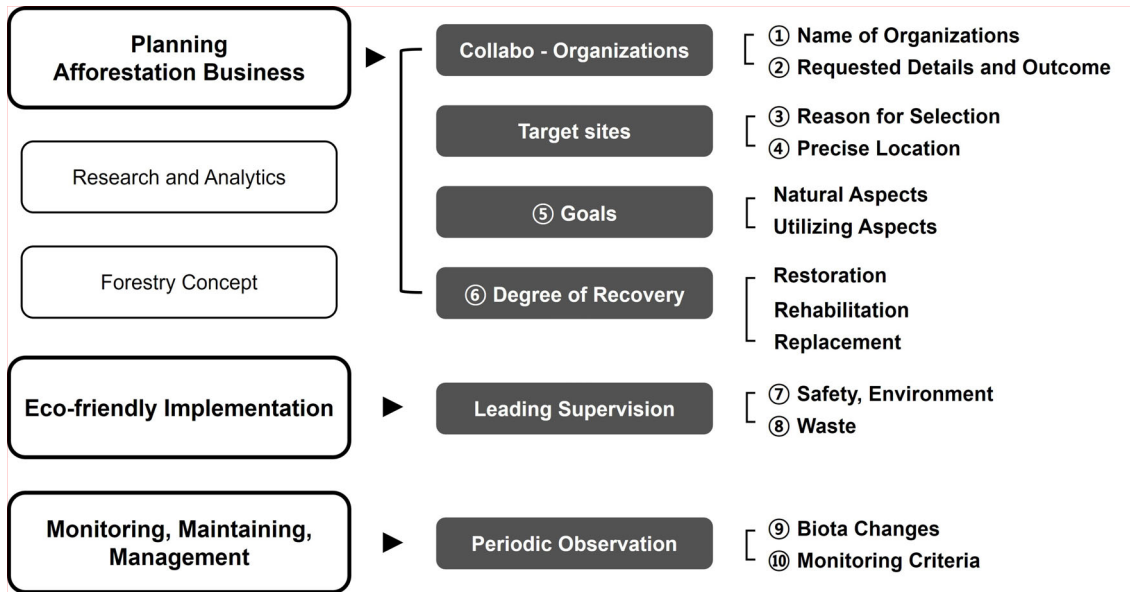 Planning
Afforestation Business
Collabo - Organizations
① Name of Organizations
② Requested Details and Outcome
Research and Analytics
Target sites
③ Reason for Selection
④ Precise Location
⑤ Goals
Natural Aspects
Utilizing Aspects
Forestry Concept
⑥ Degree of Recovery
Restoration
Rehabilitation
Replacement
Eco-friendly Implementation
Leading Supervision
⑦ Safety, Environment
⑧ Waste
Monitoring, Maintaining,
Management
Periodic Observation
⑨ Biota Changes
⑩ Monitoring Criteria